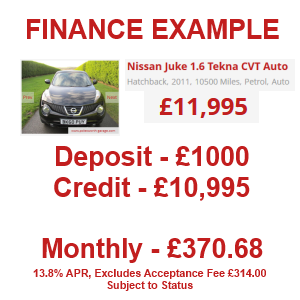 FINANCE EXAMPLE
Nissan Juke 1.6 Tekna CVT Auto
Hatchback, 2011, 10500 Miles, Petrol, Auto
£11,995
Deposit - £1000
Credit - £10,995
Monthly - £370.68
13.8% APR, Excludes Acceptance Fee £314.00
Subject to Status